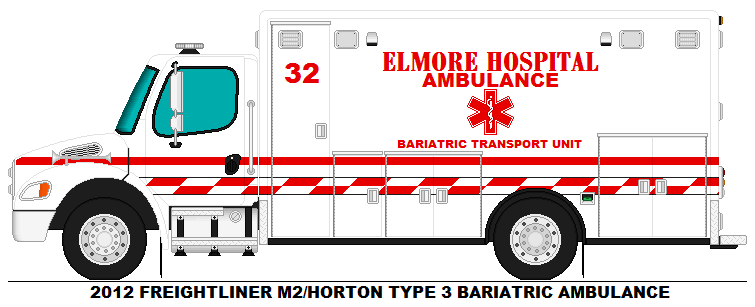 32
ELMORE HOSPITAL
AMBULANCE
BARIATRIC TRANSPORT UNIT
2012 FREIGHTLINER M2/HORTON TYPE 3 BARIATRIC AMBULANCE